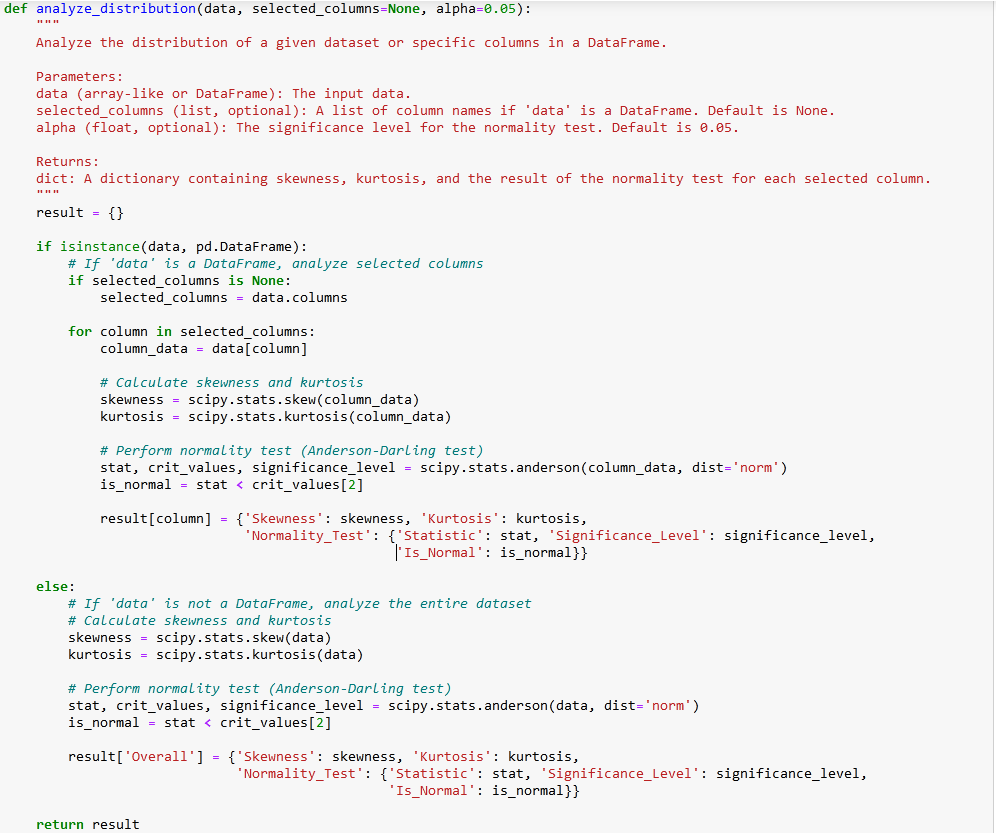 def analyze_distribution(data, selected_columns=None, alpha=0.05):
    """
    Analyze the distribution of a given dataset or specific columns in a DataFrame.

    Parameters:
    data (array-like or DataFrame): The input data.
    selected_columns (list, optional): A list of column names if 'data' is a DataFrame. Default is None.
    alpha (float, optional): The significance level for the normality test. Default is 0.05.

    Returns:
    dict: A dictionary containing skewness, kurtosis, and the result of the normality test for each selected column.
    """
    result = {}

    if isinstance(data, pd.DataFrame):
        # If 'data' is a DataFrame, analyze selected columns
        if selected_columns is None:
            selected_columns = data.columns

        for column in selected_columns:
            column_data = data[column]

            # Calculate skewness and kurtosis
            skewness = scipy.stats.skew(column_data)
            kurtosis = scipy.stats.kurtosis(column_data)

            # Perform normality test (Anderson-Darling test)
            stat, crit_values, significance_level = scipy.stats.anderson(column_data, dist='norm')
            is_normal = stat < crit_values[2]

            result[column] = {'Skewness': skewness, 'Kurtosis': kurtosis,
                              'Normality_Test': {'Statistic': stat, 'Significance_Level': significance_level,
                                                 'Is_Normal': is_normal}}

    else:
        # If 'data' is not a DataFrame, analyze the entire dataset
        # Calculate skewness and kurtosis
        skewness = scipy.stats.skew(data)
        kurtosis = scipy.stats.kurtosis(data)

        # Perform normality test (Anderson-Darling test)
        stat, crit_values, significance_level = scipy.stats.anderson(data, dist='norm')
        is_normal = stat < crit_values[2]

        result['Overall'] = {'Skewness': skewness, 'Kurtosis': kurtosis,
                             'Normality_Test': {'Statistic': stat, 'Significance_Level': significance_level,
                                                'Is_Normal': is_normal}}

    return result